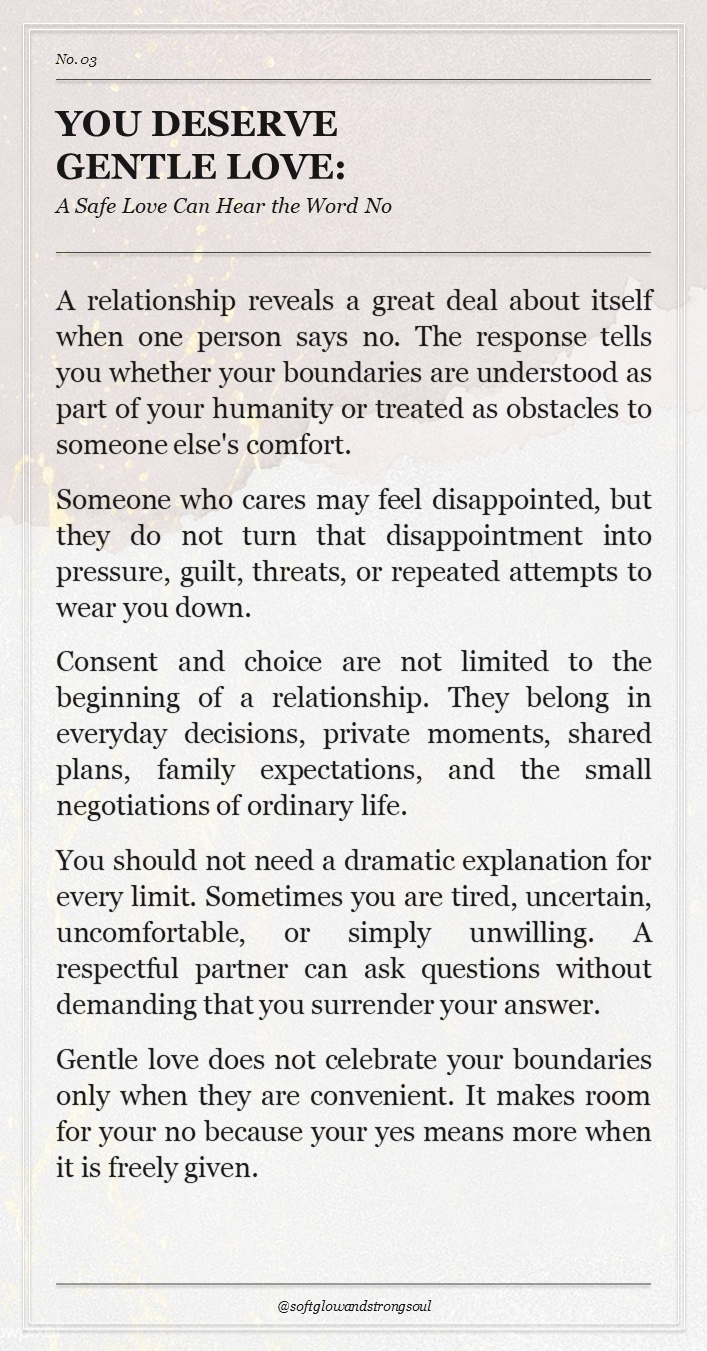 No. 03
YOU DESERVE
GENTLE LOVE:
A Safe Love Can Hear the Word No
A relationship reveals a great deal about itself
when one person says no. The response tells
you whether your boundaries are understood as
part of your humanity or treated as obstacles to
someone else's comfort.
Someone who cares may feel disappointed, but
they do not turn that disappointment into
pressure, guilt, threats, or repeated attempts to
wear you down.
Consent and choice are not limited to the
beginning of a relationship. They belong in
everyday decisions, private moments, shared
plans, family expectations, and the small
negotiations of ordinary life.
You should not need a dramatic explanation for
every limit. Sometimes you are tired, uncertain,
uncomfortable, or simply unwilling. A
respectful partner can ask questions without
demanding that you surrender your answer.
Gentle love does not celebrate your boundaries
only when they are convenient. It makes room
for your no because your yes means more when
it is freely given.
@softglowandstrongsoul